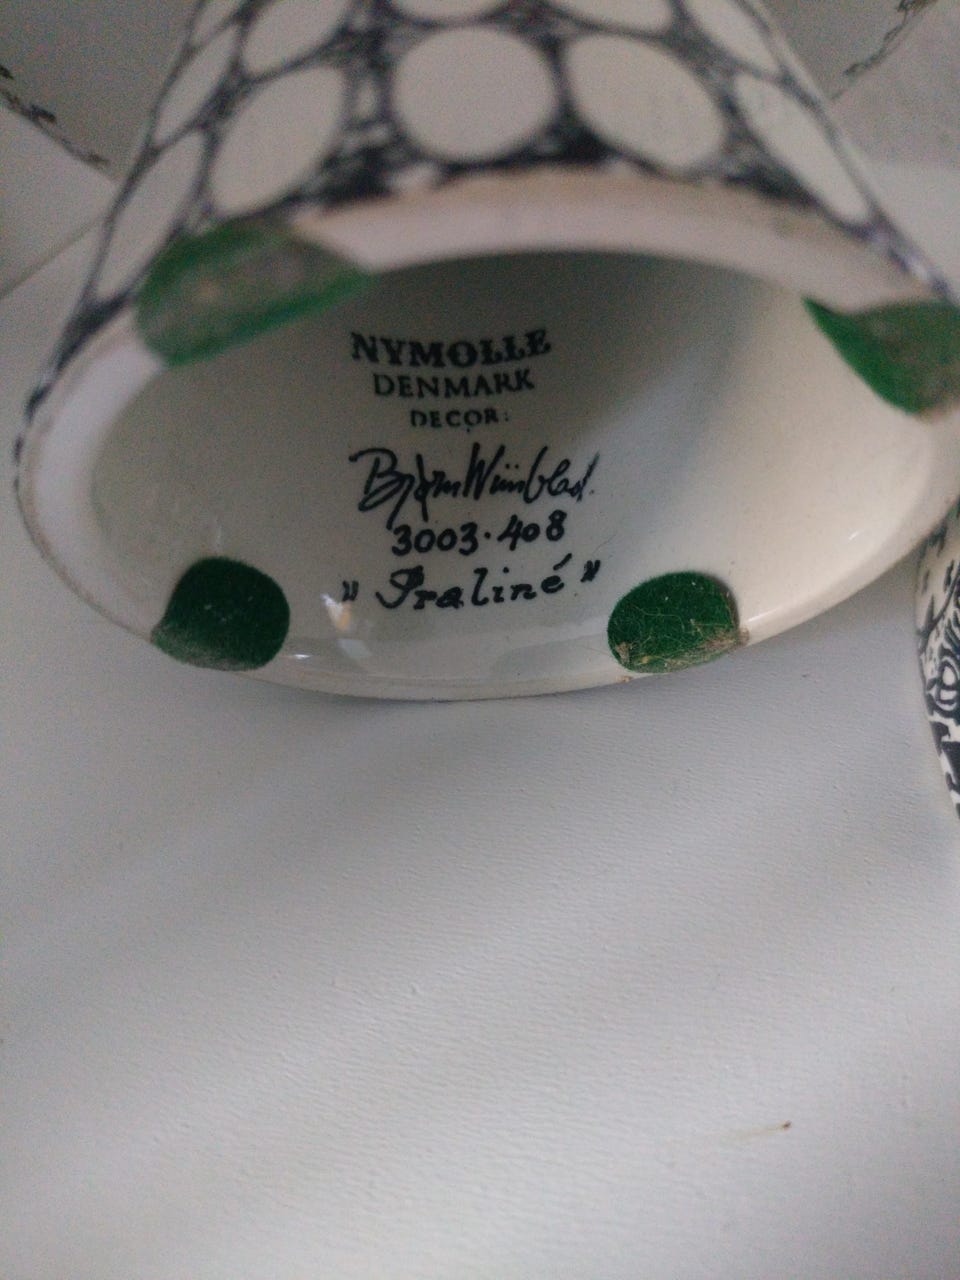 NYMOLLE
DENMARK
DECOR:
Bjørn Wiinblad.
3003·408
"Praliné"